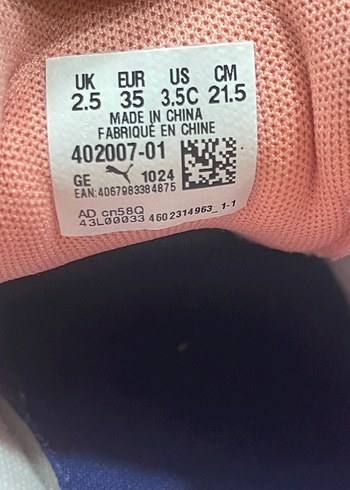 UK EUR US CM
2.5 35 3.5C 21.5
MADE IN CHINA
FABRIQUÉ EN CHINE
402007-01
GE 1024
EAN:4067983384875
AD cn58Q
43L00033 4602314963_1-1